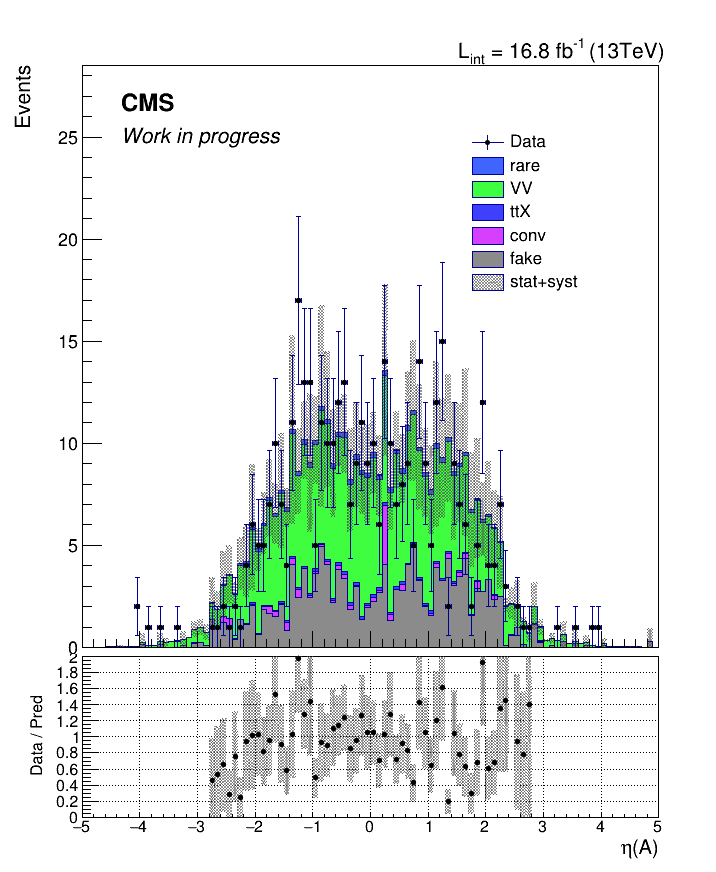 L_int = 16.8 fb^-1 (13TeV)
Events
CMS
Work in progress
Data
rare
VV
ttX
conv
fake
stat+syst
25
20
15
10
5
0
Data / Pred
2
1.8
1.6
1.4
1.2
1
0.8
0.6
0.4
0.2
0
−5 −4 −3 −2 −1 0 1 2 3 4 5
η(A)